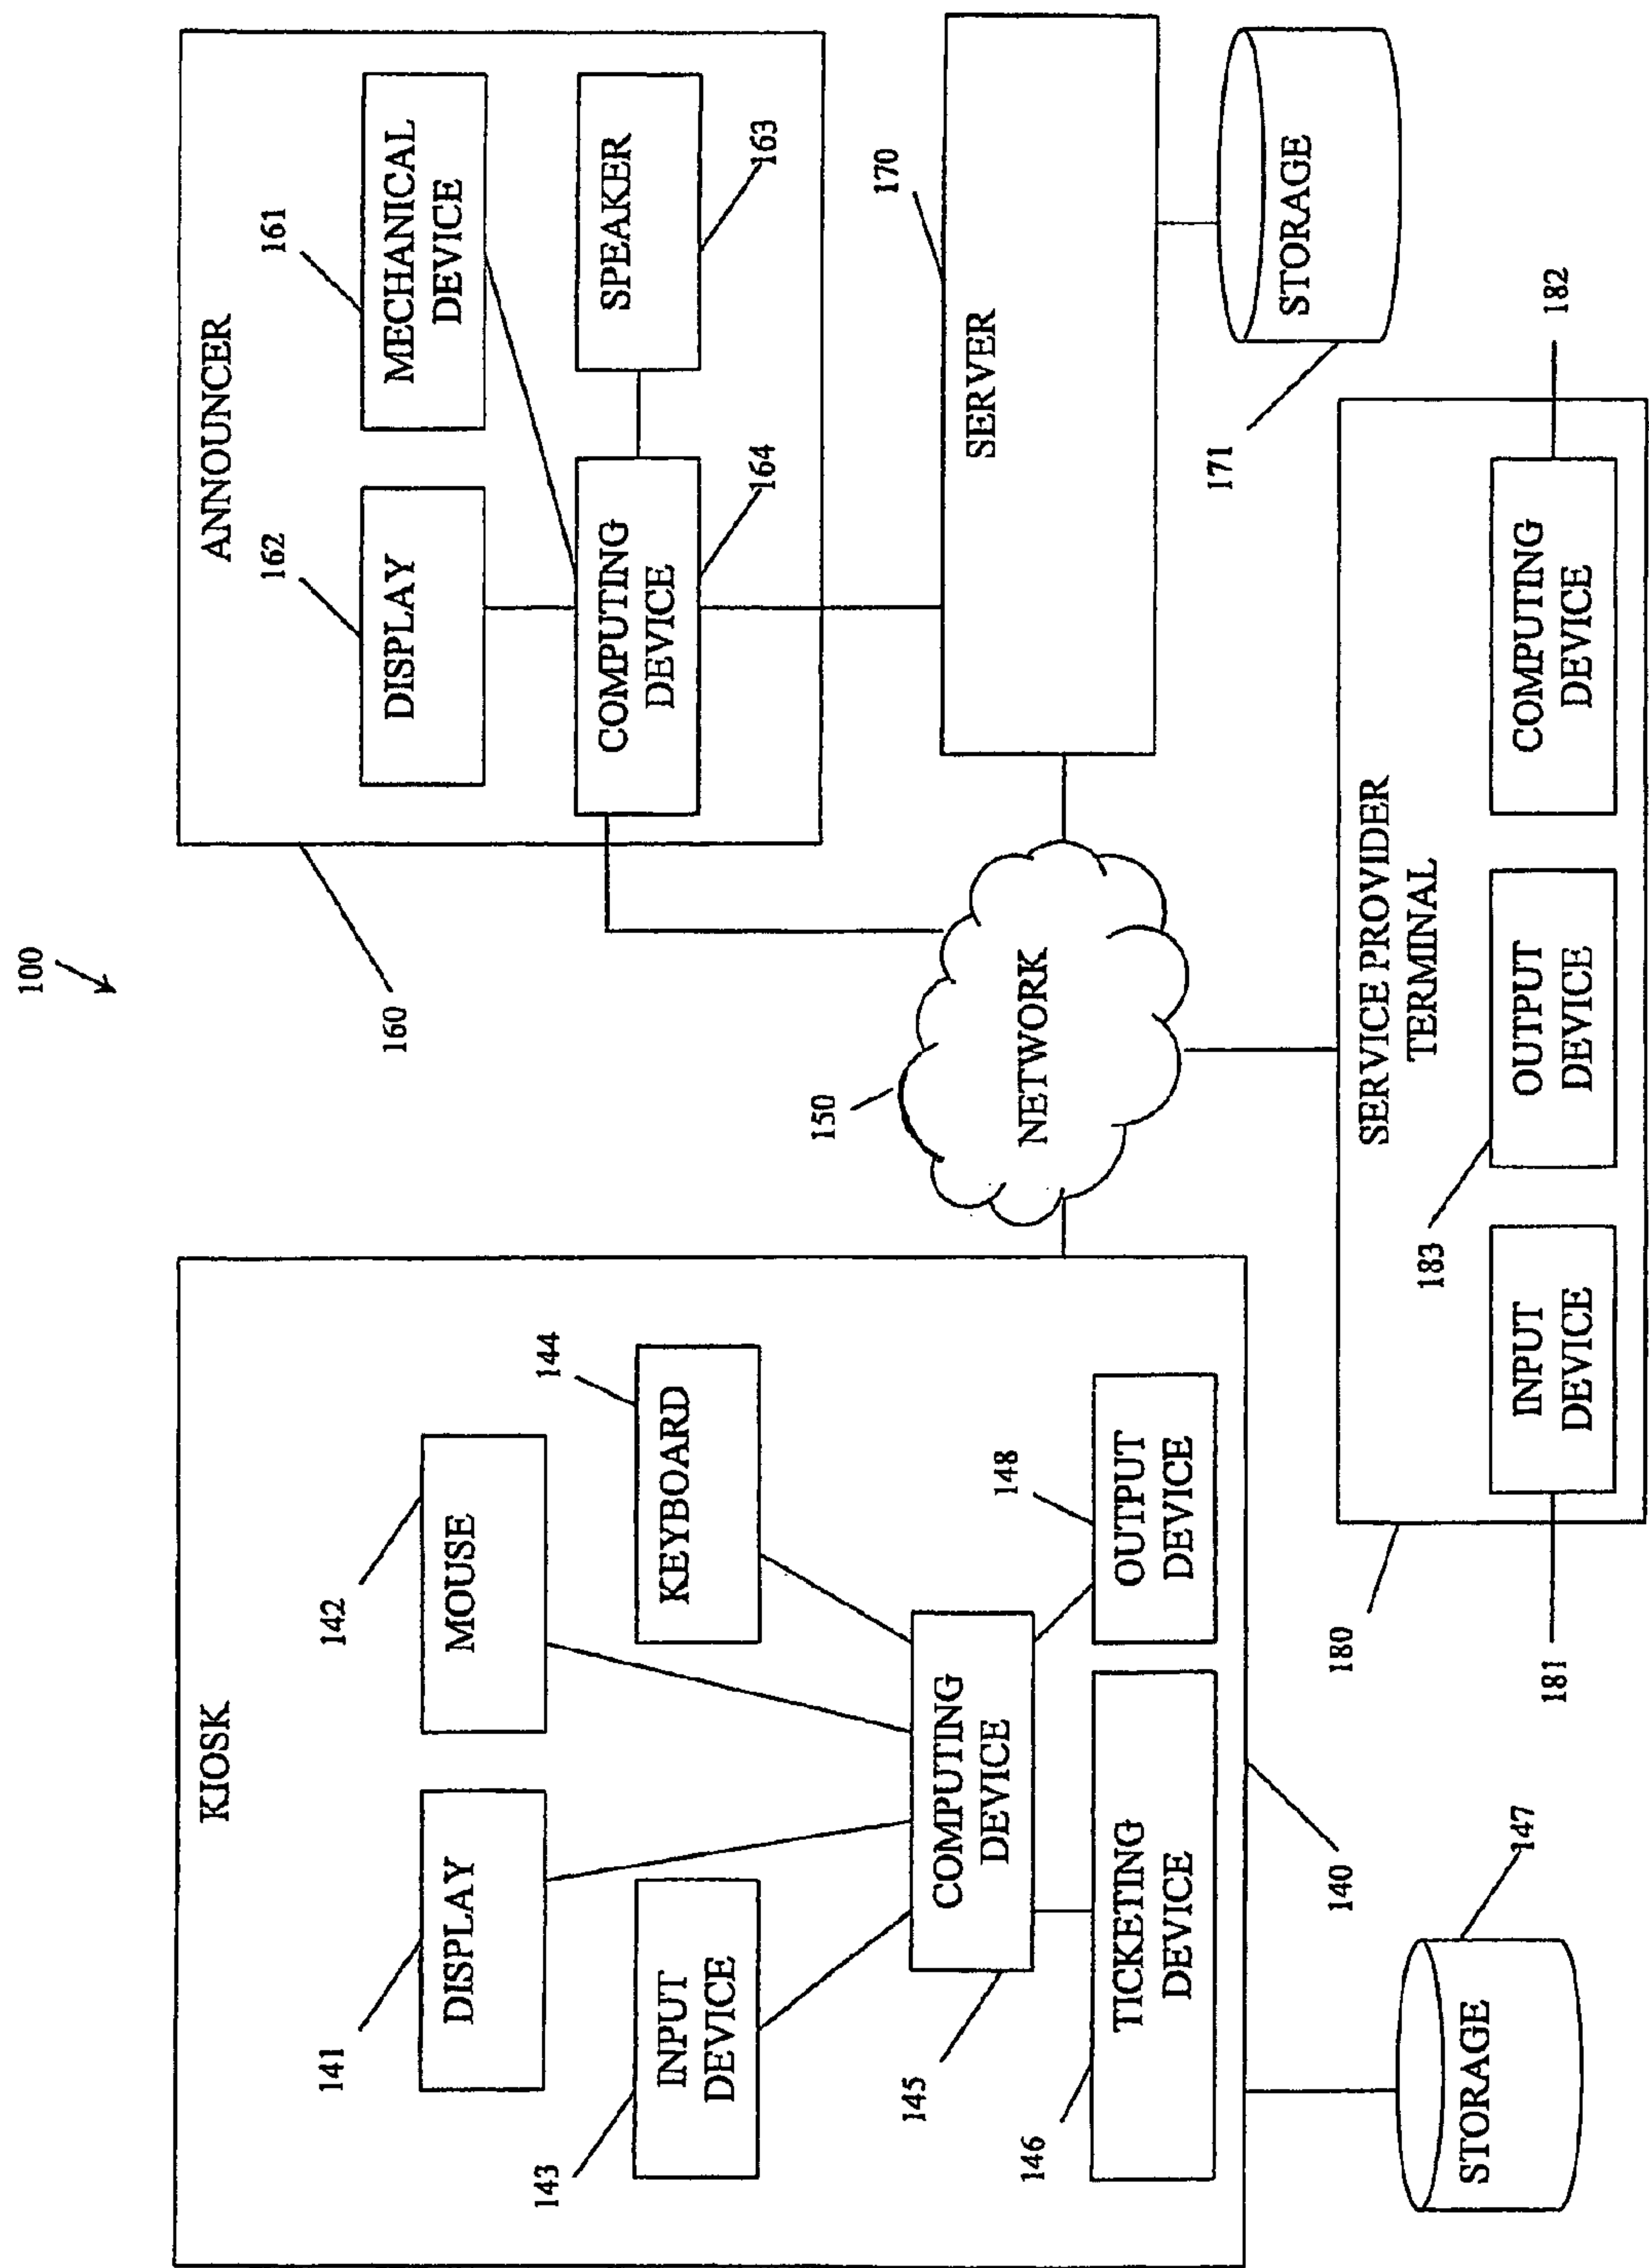 100
KIOSK
141
DISPLAY
142
MOUSE
143
INPUT
DEVICE
144
KEYBOARD
145
COMPUTING
DEVICE
146
TICKETING
DEVICE
148
OUTPUT
DEVICE
140
147
STORAGE
150
NETWORK
160
ANNOUNCER
162
DISPLAY
161
MECHANICAL
DEVICE
COMPUTING
DEVICE
164
SPEAKER
163
SERVER
170
STORAGE
171
180
SERVICE PROVIDER
TERMINAL
181
INPUT
DEVICE
183
OUTPUT
DEVICE
COMPUTING
DEVICE
182